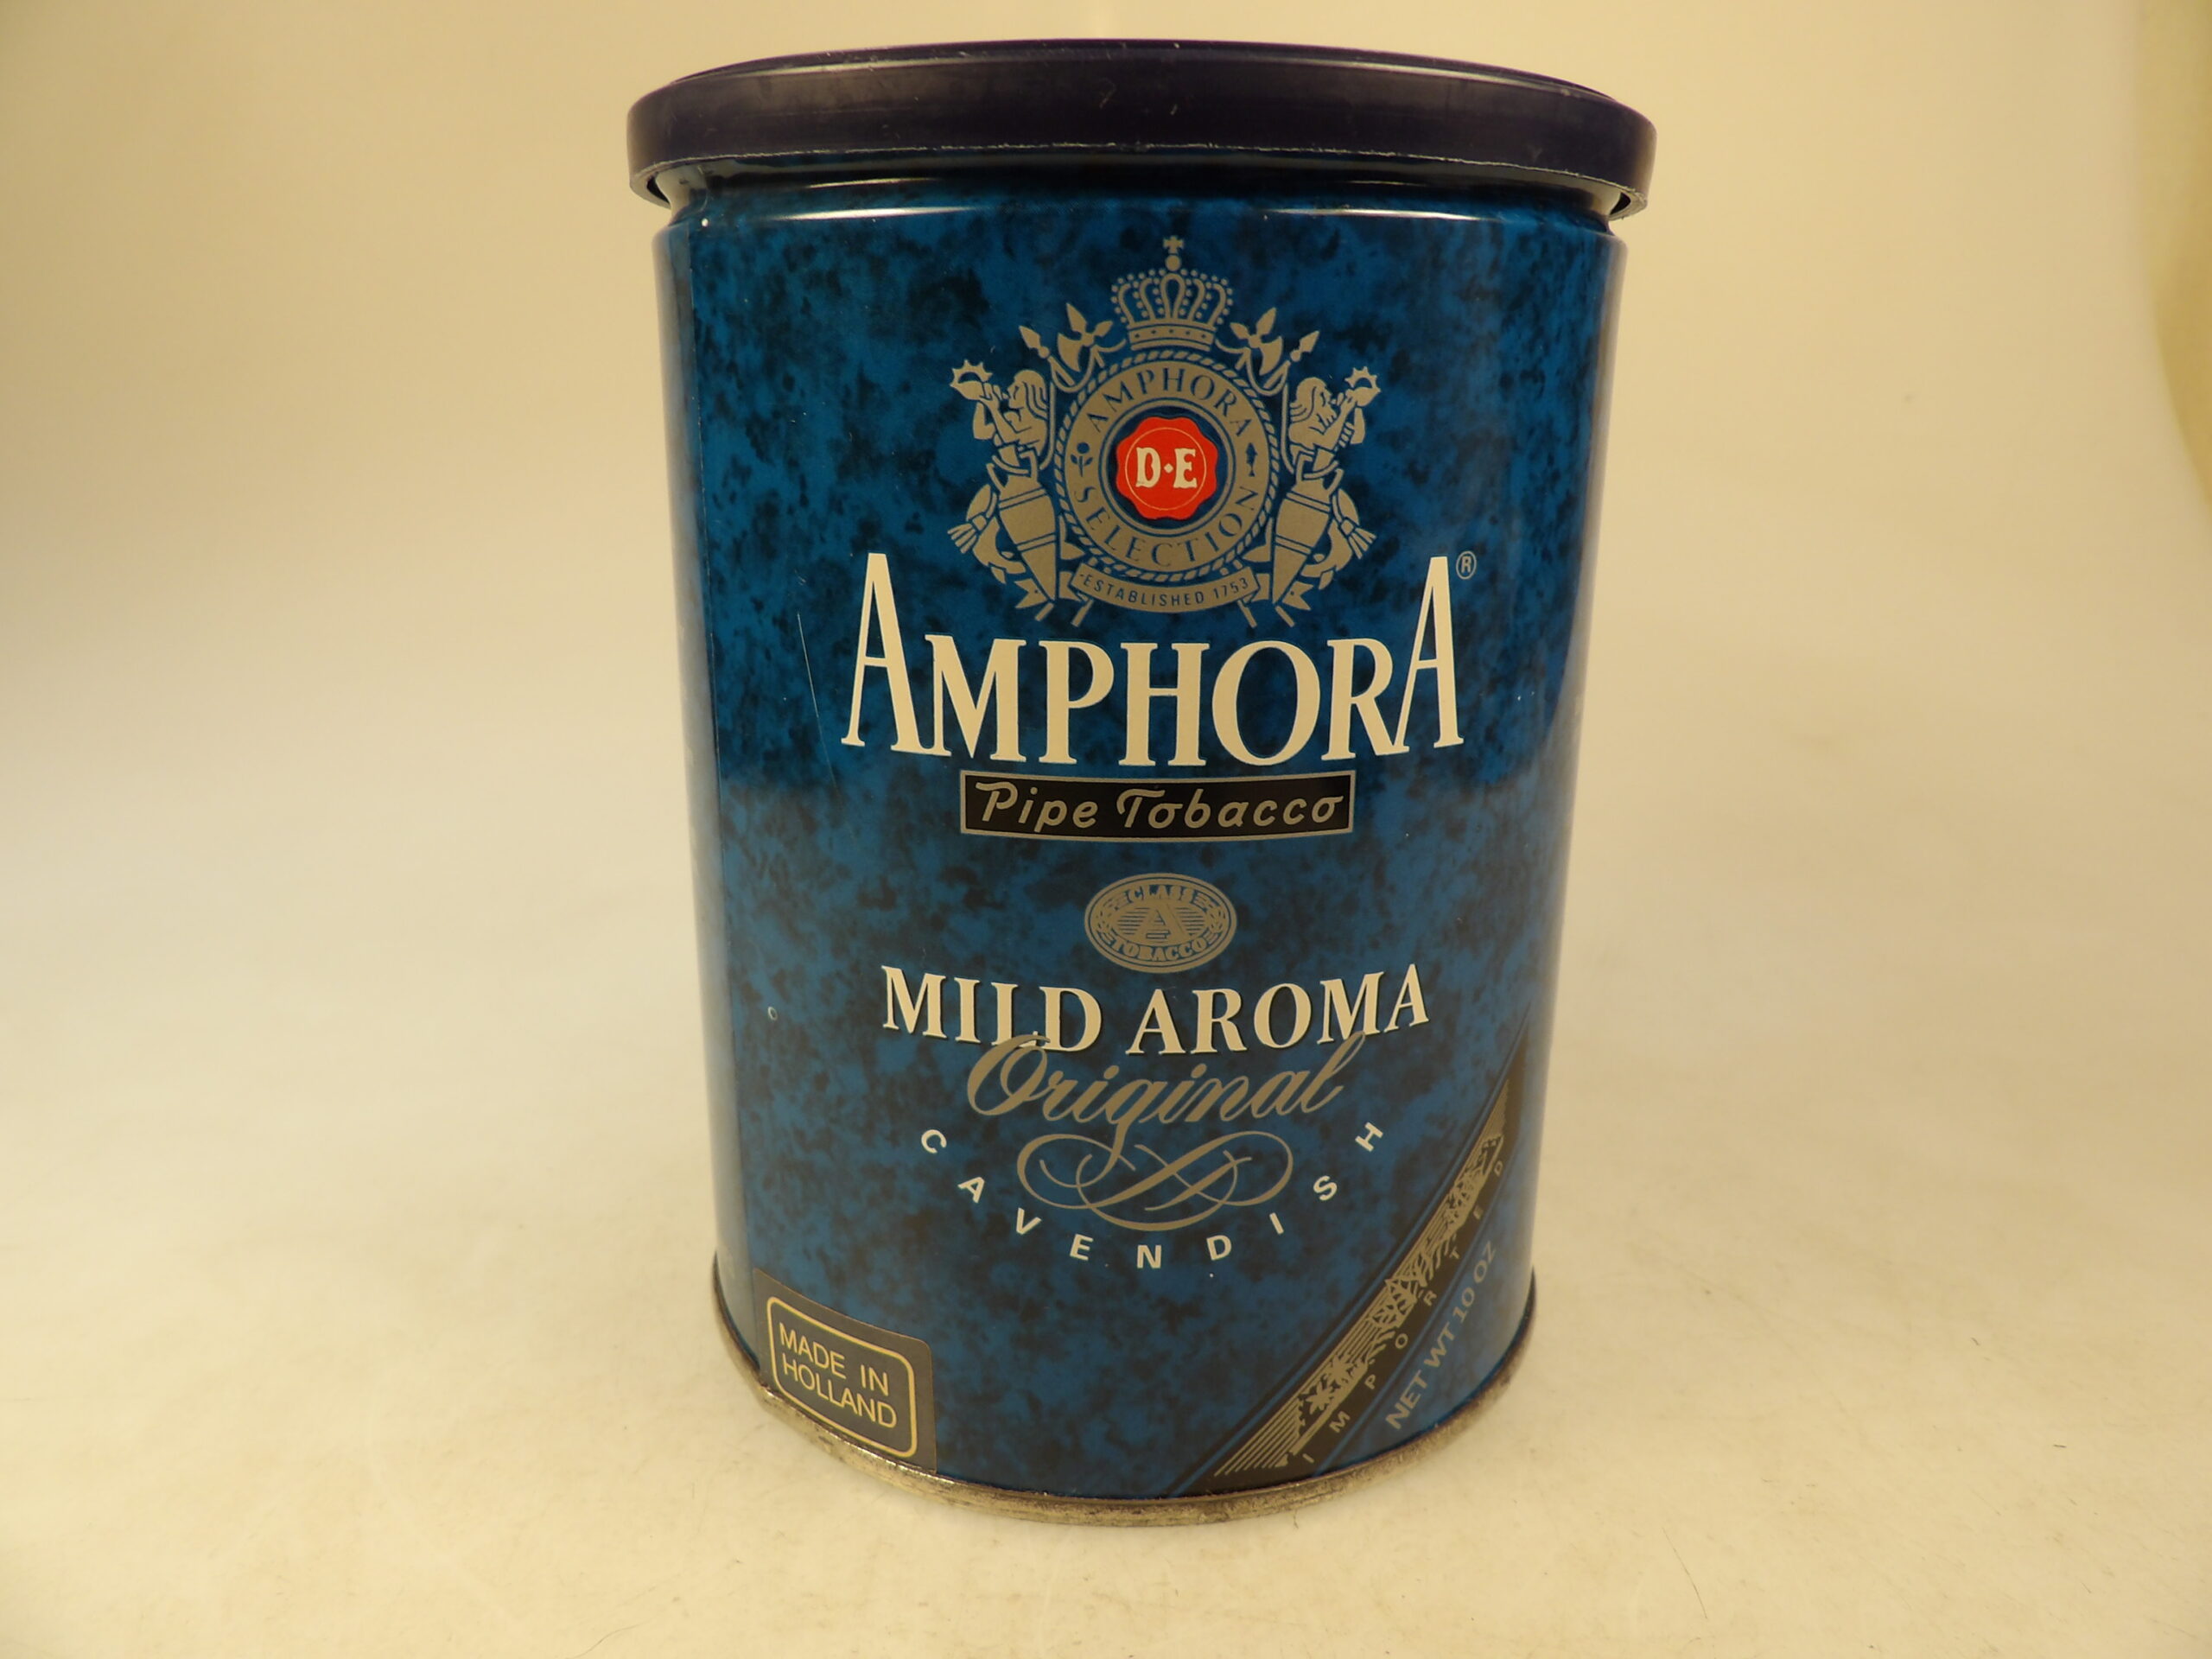 AMPHORA
D·E
SELECTION
ESTABLISHED 1753
AMPHORA®
Pipe Tobacco
CLASS
A
TOBACCO
MILD AROMA
Original
CAVENDISH
MADE IN
HOLLAND
IMPORTED
NET WT 10 OZ